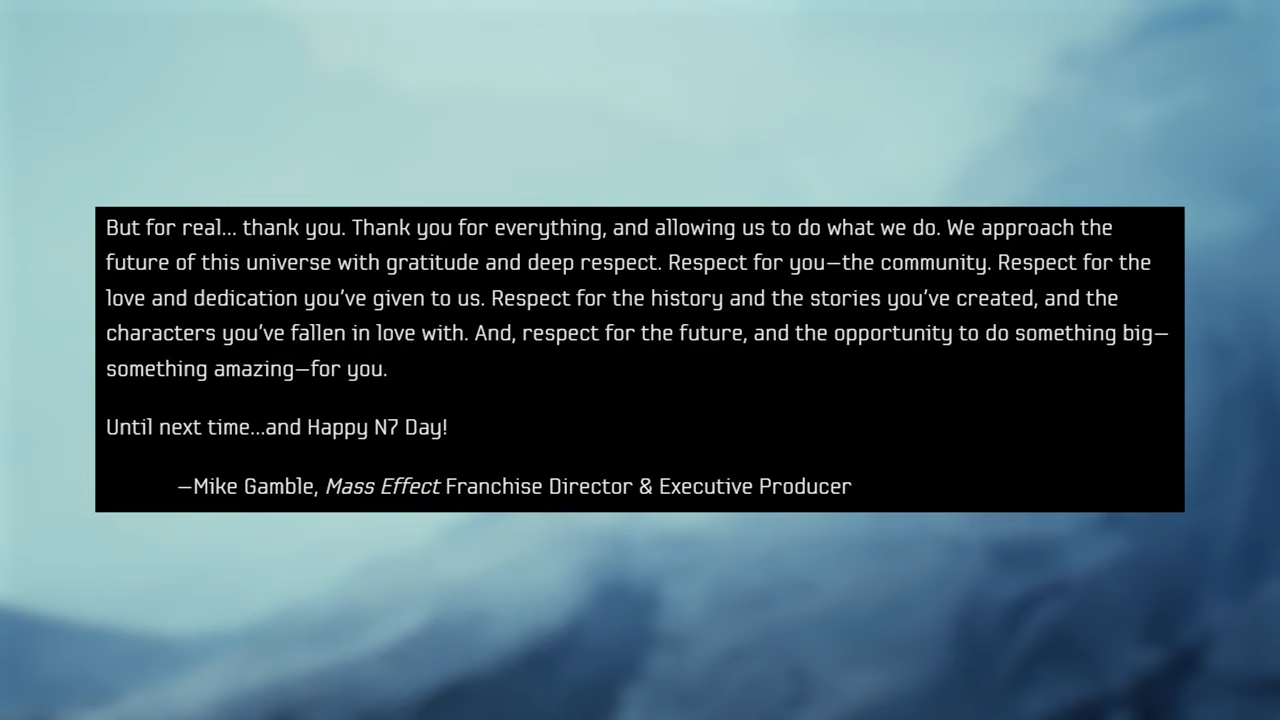 But for real... thank you. Thank you for everything, and allowing us to do what we do. We approach the
future of this universe with gratitude and deep respect. Respect for you—the community. Respect for the
love and dedication you've given to us. Respect for the history and the stories you've created, and the
characters you've fallen in love with. And, respect for the future, and the opportunity to do something big—
something amazing—for you.
Until next time...and Happy N7 Day!
—Mike Gamble, Mass Effect Franchise Director & Executive Producer